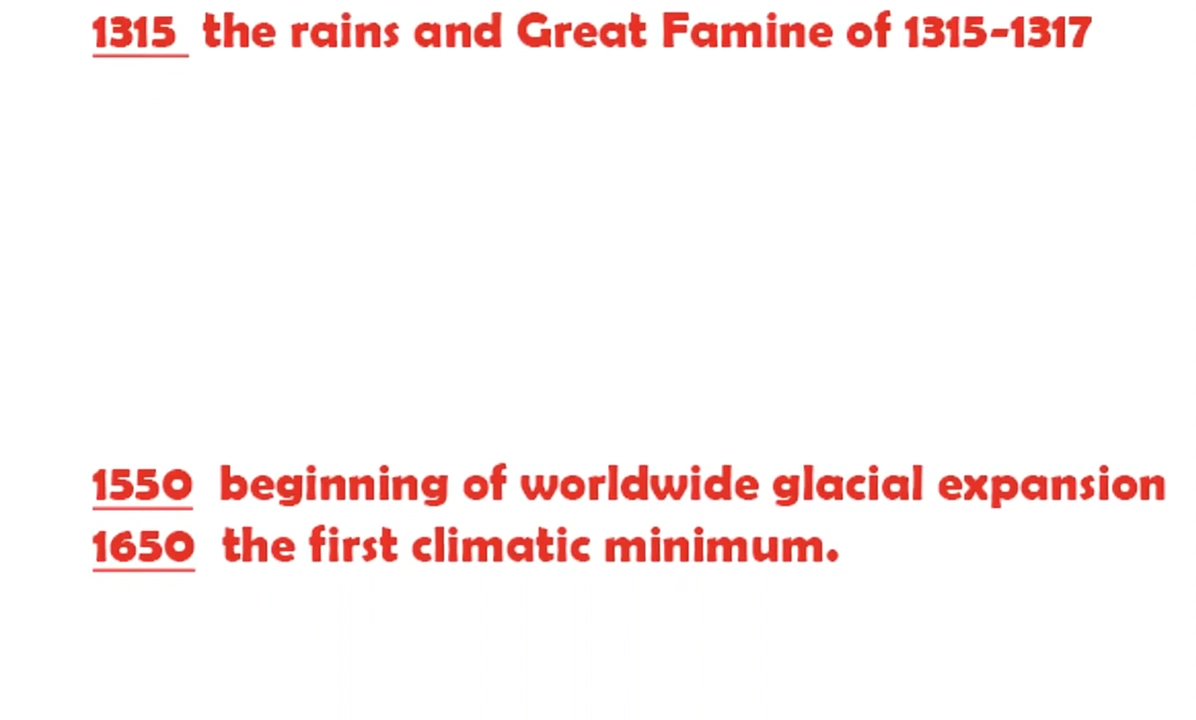 1315 the rains and Great Famine of 1315-1317
1550 beginning of worldwide glacial expansion
1650 the first climatic minimum.